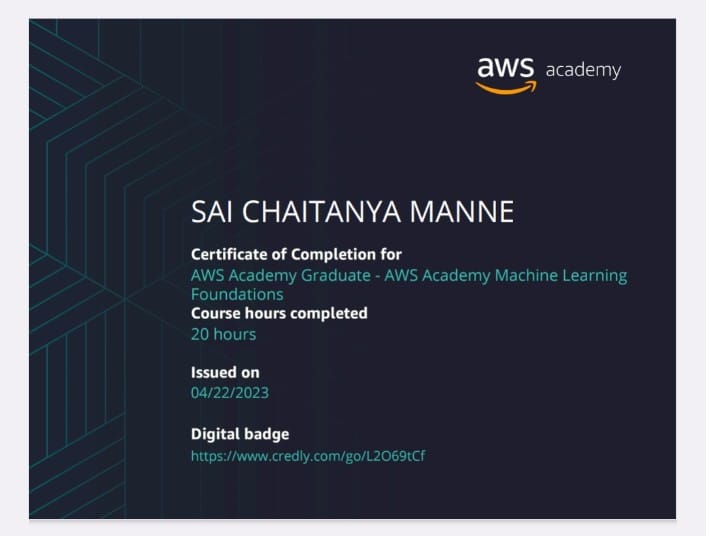 aws academy
SAI CHAITANYA MANNE
Certificate of Completion for
AWS Academy Graduate - AWS Academy Machine Learning
Foundations
Course hours completed
20 hours
Issued on
04/22/2023
Digital badge
https://www.credly.com/go/L2O69tCf